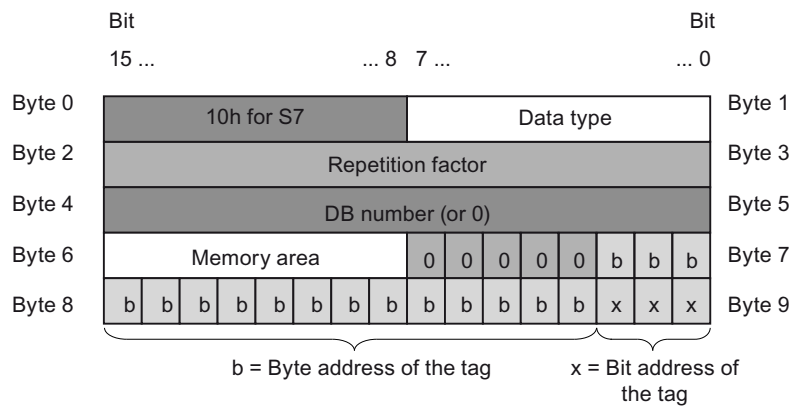 Bit Bit
15 ... ... 8 7 ... ... 0
Byte 0 10h for S7 Data type Byte 1
Byte 2 Repetition factor Byte 3
Byte 4 DB number (or 0) Byte 5
Byte 6 Memory area 0 0 0 0 0 b b b Byte 7
Byte 8 b b b b b b b b b b b b b x x x Byte 9
b = Byte address of the tag x = Bit address of
the tag